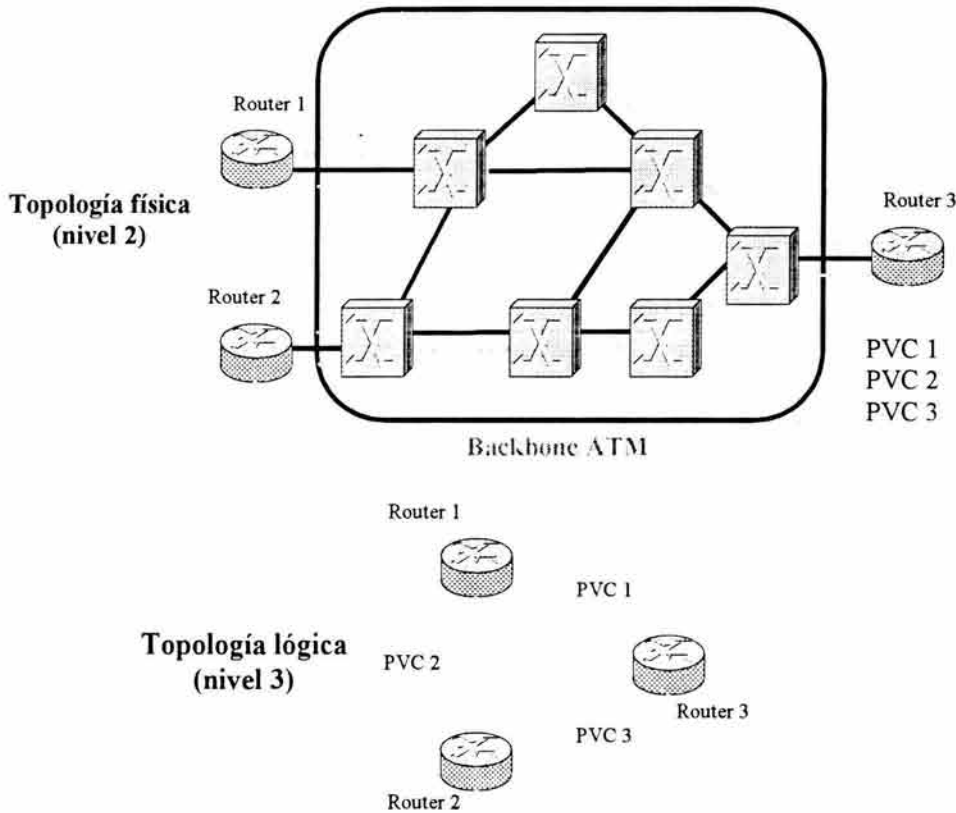 Router 1
Topología física
(nivel 2)
Router 3
Router 2
PVC 1
PVC 2
PVC 3
Backbone ATM
Router 1
PVC 1
Topología lógica
(nivel 3)
PVC 2
Router 3
PVC 3
Router 2